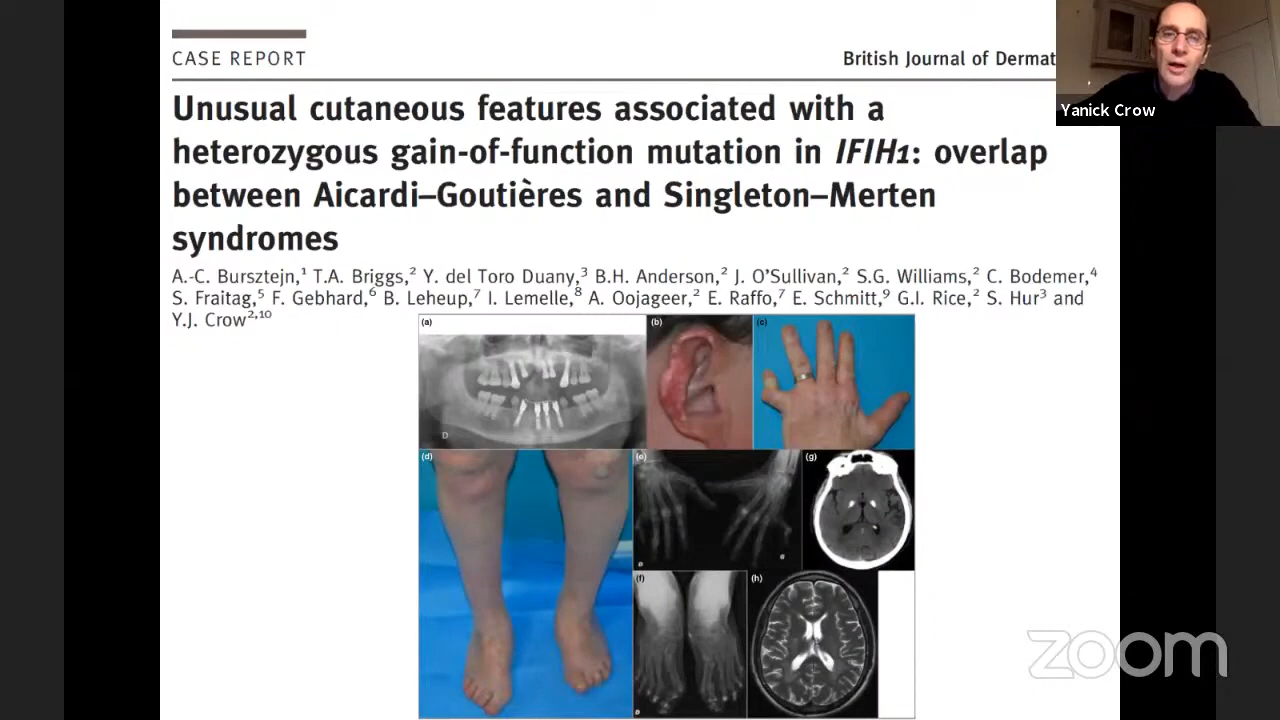 CASE REPORT
British Journal of Dermat
Unusual cutaneous features associated with a
heterozygous gain-of-function mutation in IFIH1: overlap
between Aicardi–Goutières and Singleton–Merten
syndromes
A.-C. Bursztejn,¹ T.A. Briggs,² Y. del Toro Duany,³ B.H. Anderson,² J. O'Sullivan,² S.G. Williams,² C. Bodemer,⁴
S. Fraitag,⁵ F. Gebhard,⁶ B. Leheup,⁷ I. Lemelle,⁸ A. Oojageer,² E. Raffo,⁷ E. Schmitt,⁹ G.I. Rice,² S. Hur³ and
Y.J. Crow²,¹⁰
Yanick Crow
(a)
(b)
(c)
D
(d)
(e)
(g)
(f)
(h)
zoom